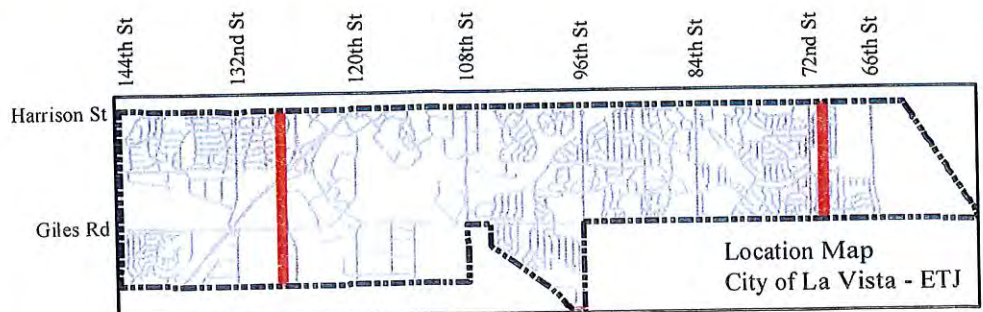 144th St
132nd St
120th St
108th St
96th St
84th St
72nd St
66th St
Harrison St
Giles Rd
Location Map
City of La Vista - ETJ